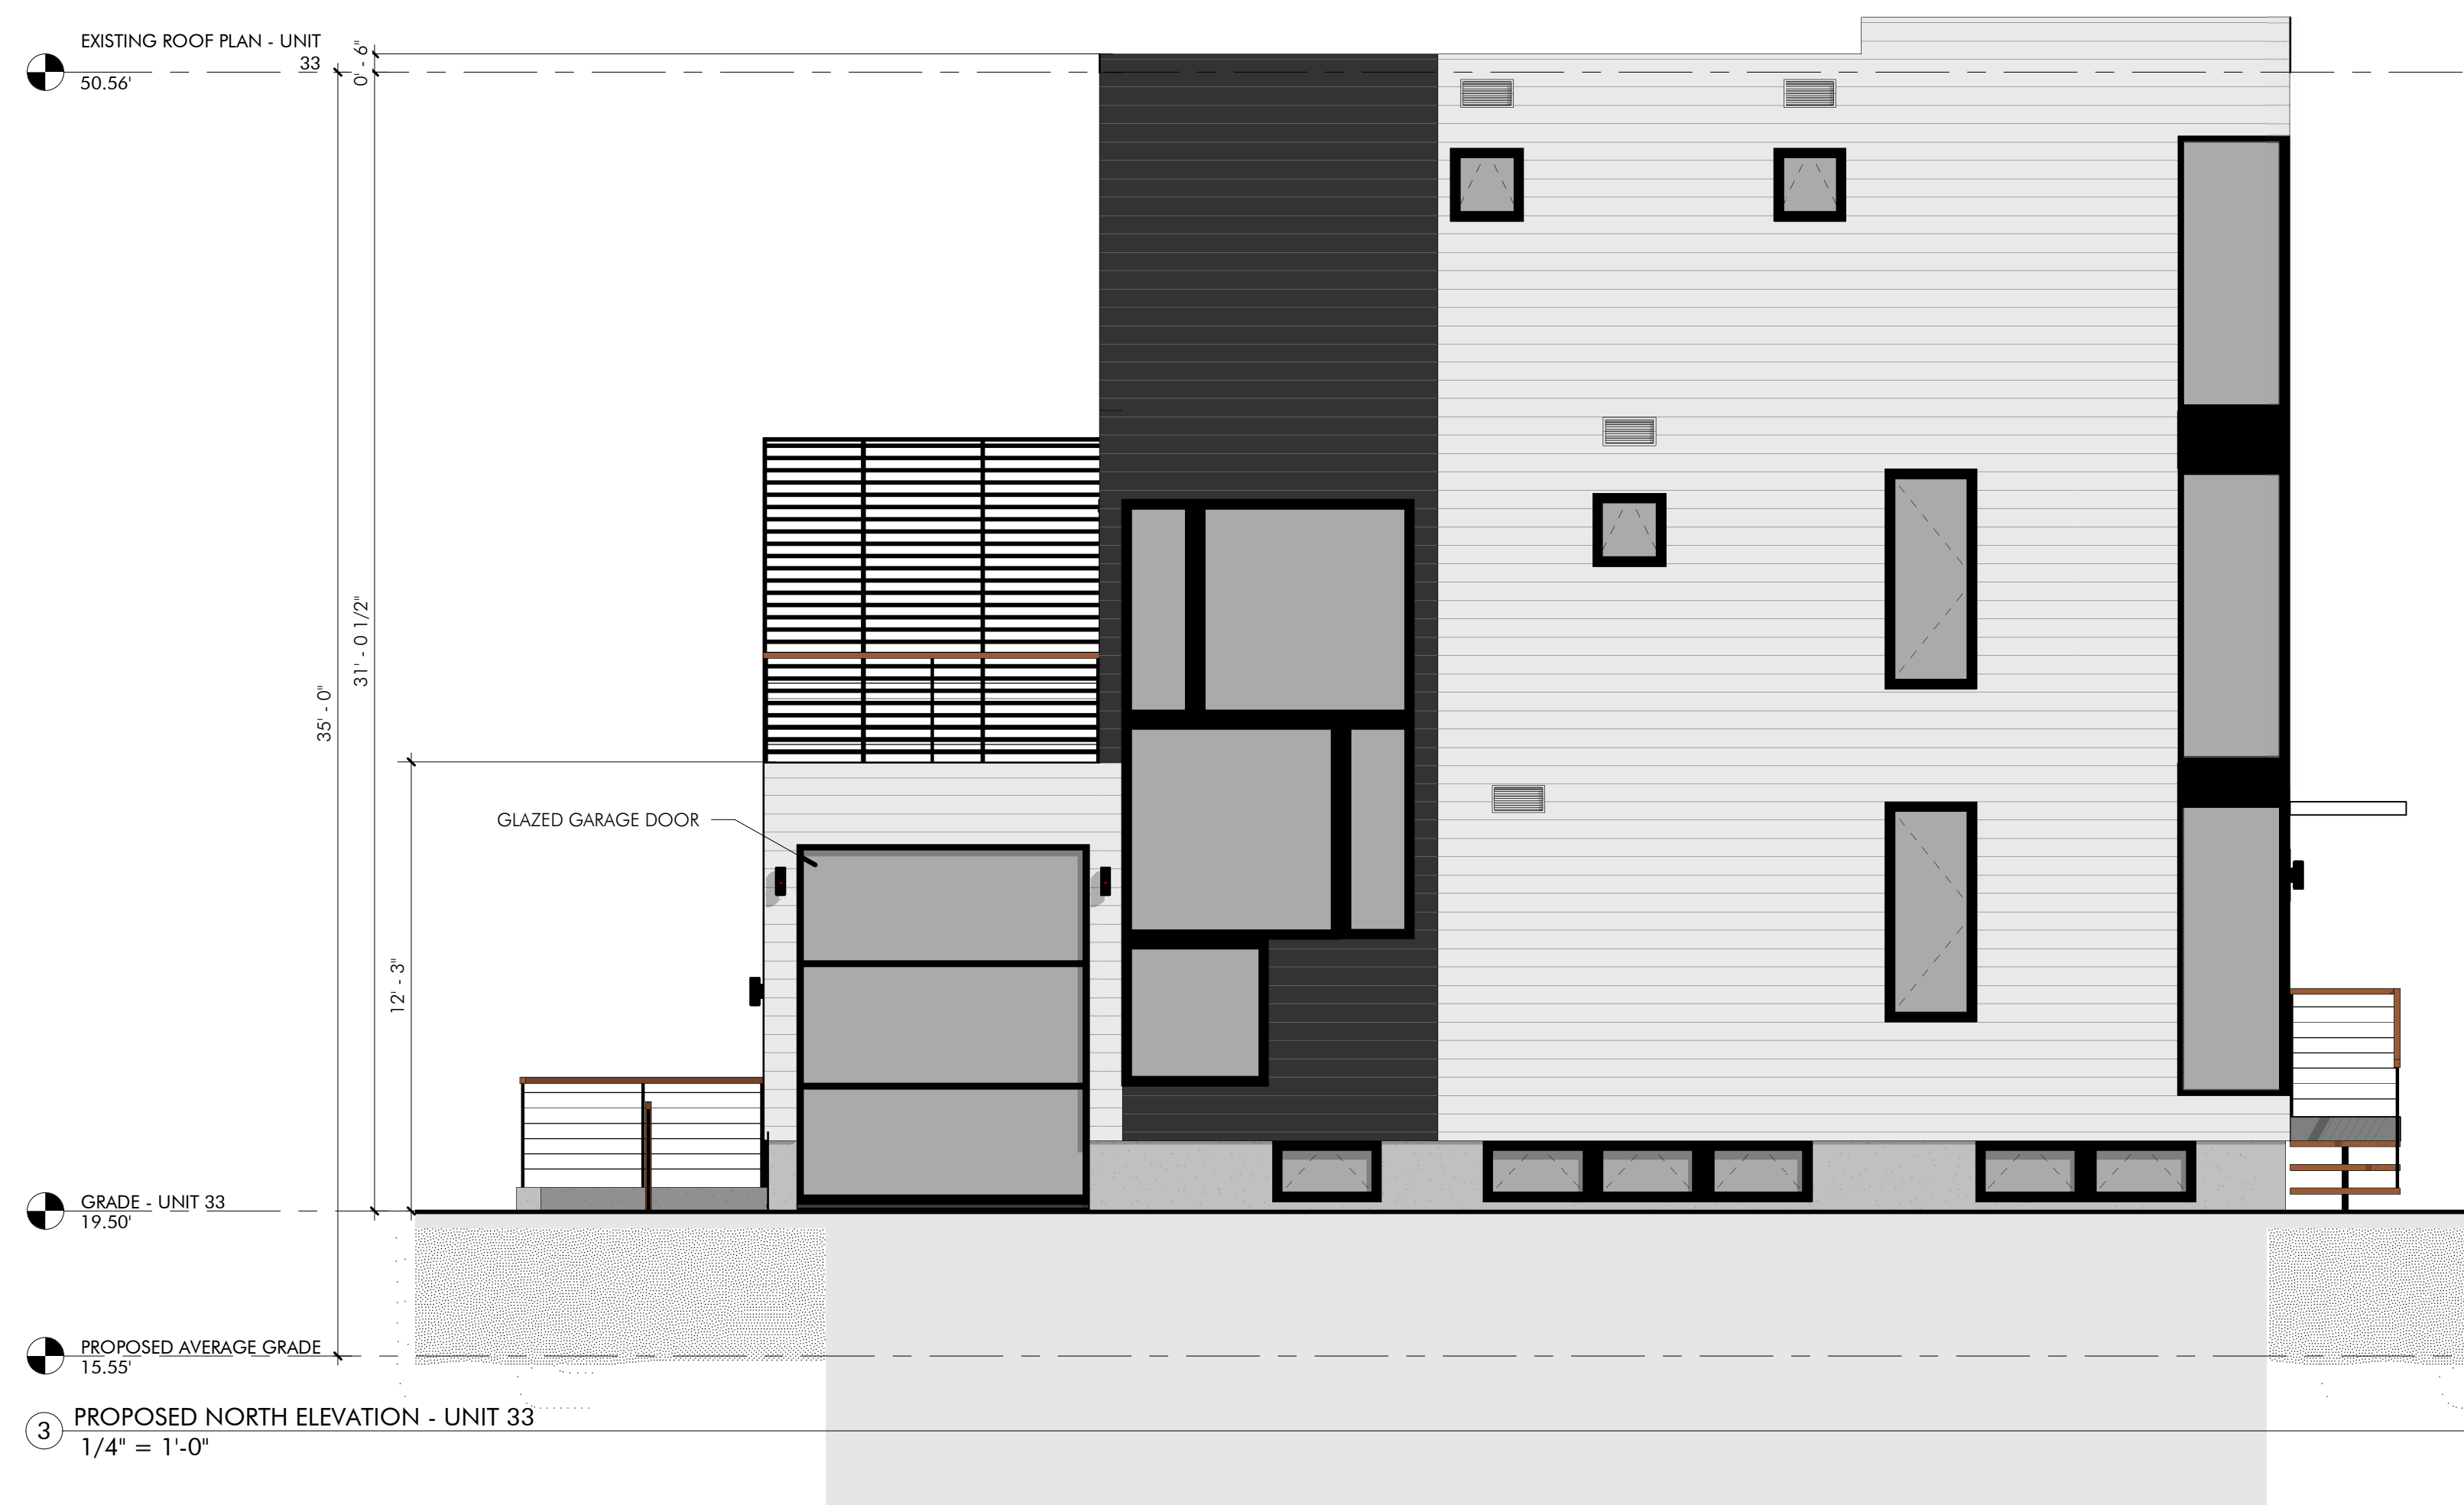 EXISTING ROOF PLAN - UNIT
33
50.56'
0' - 6"
31' - 0 1/2"
35' - 0"
GLAZED GARAGE DOOR
12' - 3"
GRADE - UNIT 33
19.50'
PROPOSED AVERAGE GRADE
15.55'
3
PROPOSED NORTH ELEVATION - UNIT 33
1/4" = 1'-0"